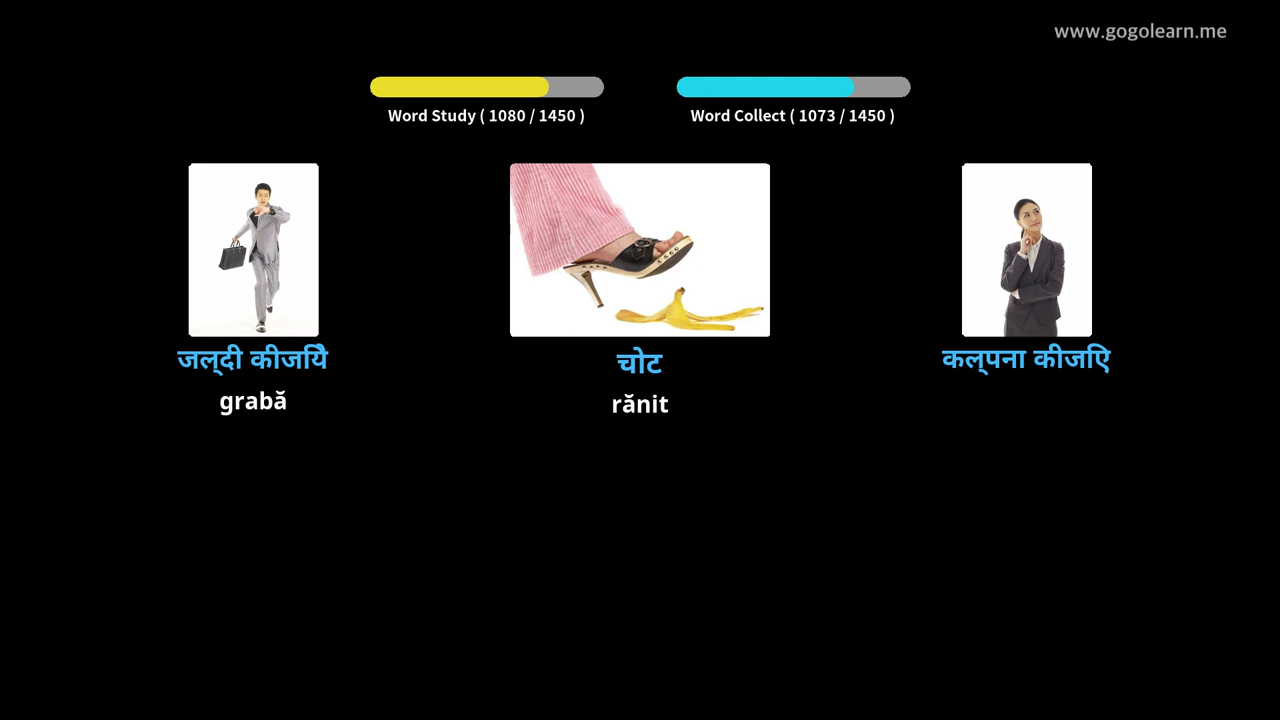 www.gogolearn.me
Word Study ( 1080 / 1450 )
Word Collect ( 1073 / 1450 )
जल्दी कीजियेे
चोट
कल्पना कीजिए
grabă
rănit